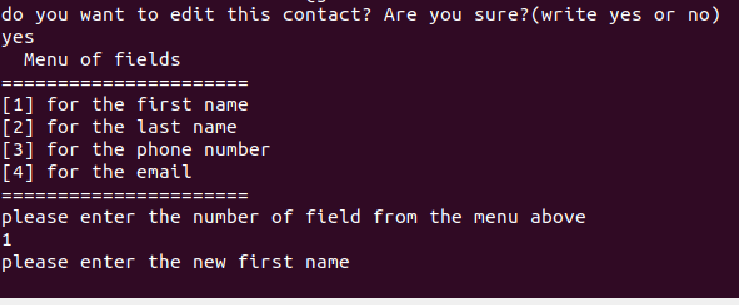 do you want to edit this contact? Are you sure?(write yes or no)
yes
Menu of fields
======================
[1] for the first name
[2] for the last name
[3] for the phone number
[4] for the email
======================
please enter the number of field from the menu above
1
please enter the new first name